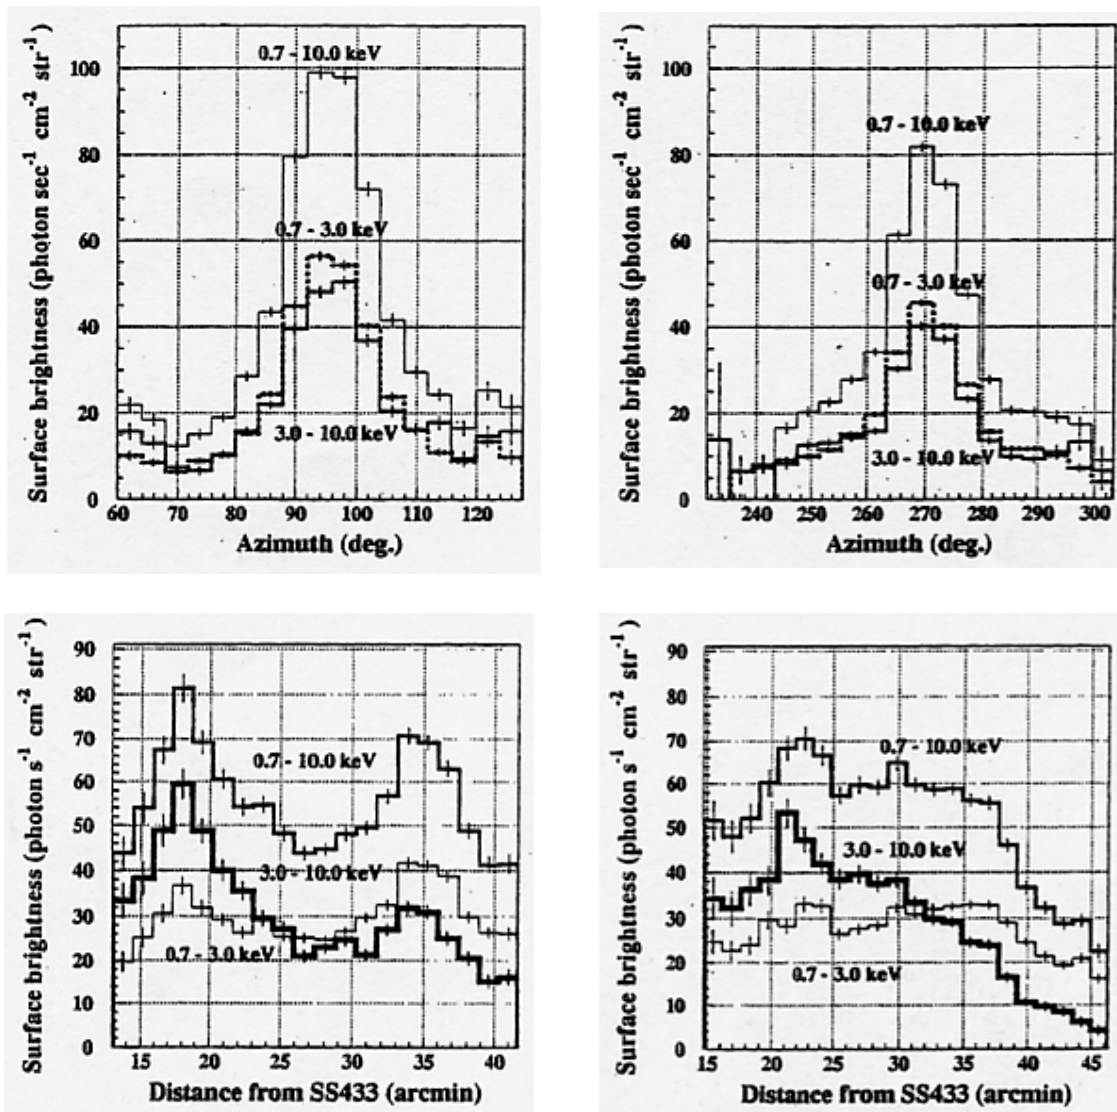 Surface brightness (photon sec⁻¹ cm⁻² str⁻¹)
100
80
60
40
20
0
0.7 - 10.0 keV
0.7 - 3.0 keV
3.0 - 10.0 keV
60 70 80 90 100 110 120
Azimuth (deg.)
Surface brightness (photon sec⁻¹ cm⁻² str⁻¹)
100
80
60
40
20
0
0.7 - 10.0 keV
0.7 - 3.0 keV
3.0 - 10.0 keV
240 250 260 270 280 290 300
Azimuth (deg.)
Surface brightness (photon s⁻¹ cm⁻² str⁻¹)
90
80
70
60
50
40
30
20
10
0
0.7 - 10.0 keV
3.0 - 10.0 keV
0.7 - 3.0 keV
15 20 25 30 35 40
Distance from SS433 (arcmin)
Surface brightness (photon s⁻¹ cm⁻² str⁻¹)
90
80
70
60
50
40
30
20
10
0
0.7 - 10.0 keV
3.0 - 10.0 keV
0.7 - 3.0 keV
15 20 25 30 35 40 45
Distance from SS433 (arcmin)